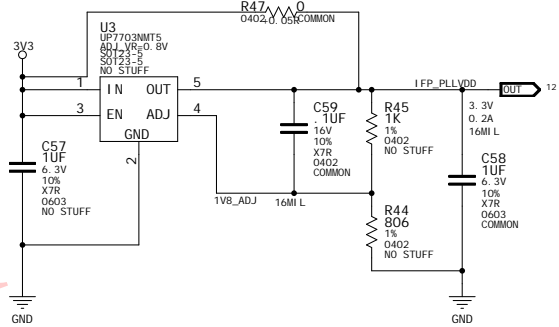 R47
0
0402
0.05R
COMMON
3V3
U3
UP7703NMT5
ADJ VR=0.8V
SOT23-5
SOT23-5
NO STUFF
1
IN
OUT
5
3
EN
ADJ
4
GND
2
IFP_PLLVDD
OUT
12
3.3V
0.2A
16MIL
C59
.1UF
16V
10%
X7R
0402
COMMON
R45
1K
1%
0402
NO STUFF
C57
1UF
6.3V
10%
X7R
0603
NO STUFF
C58
1UF
6.3V
10%
X7R
0603
COMMON
1V8_ADJ
16MIL
R44
806
1%
0402
NO STUFF
GND
GND